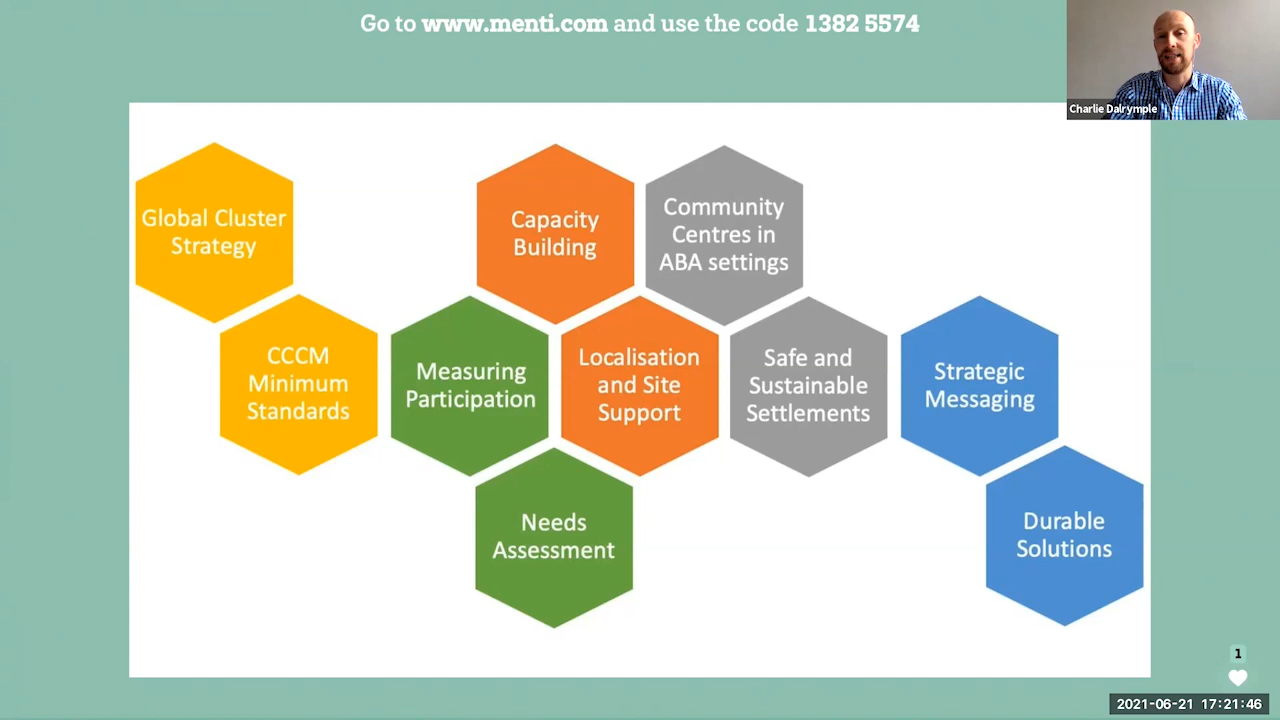 Go to www.menti.com and use the code 1382 5574
Charlie Dalrymple
Global Cluster
Strategy
Capacity
Building
Community
Centres in
ABA settings
CCCM
Minimum
Standards
Measuring
Participation
Localisation
and Site
Support
Safe and
Sustainable
Settlements
Strategic
Messaging
Needs
Assessment
Durable
Solutions
1
2021-06-21 17:21:46